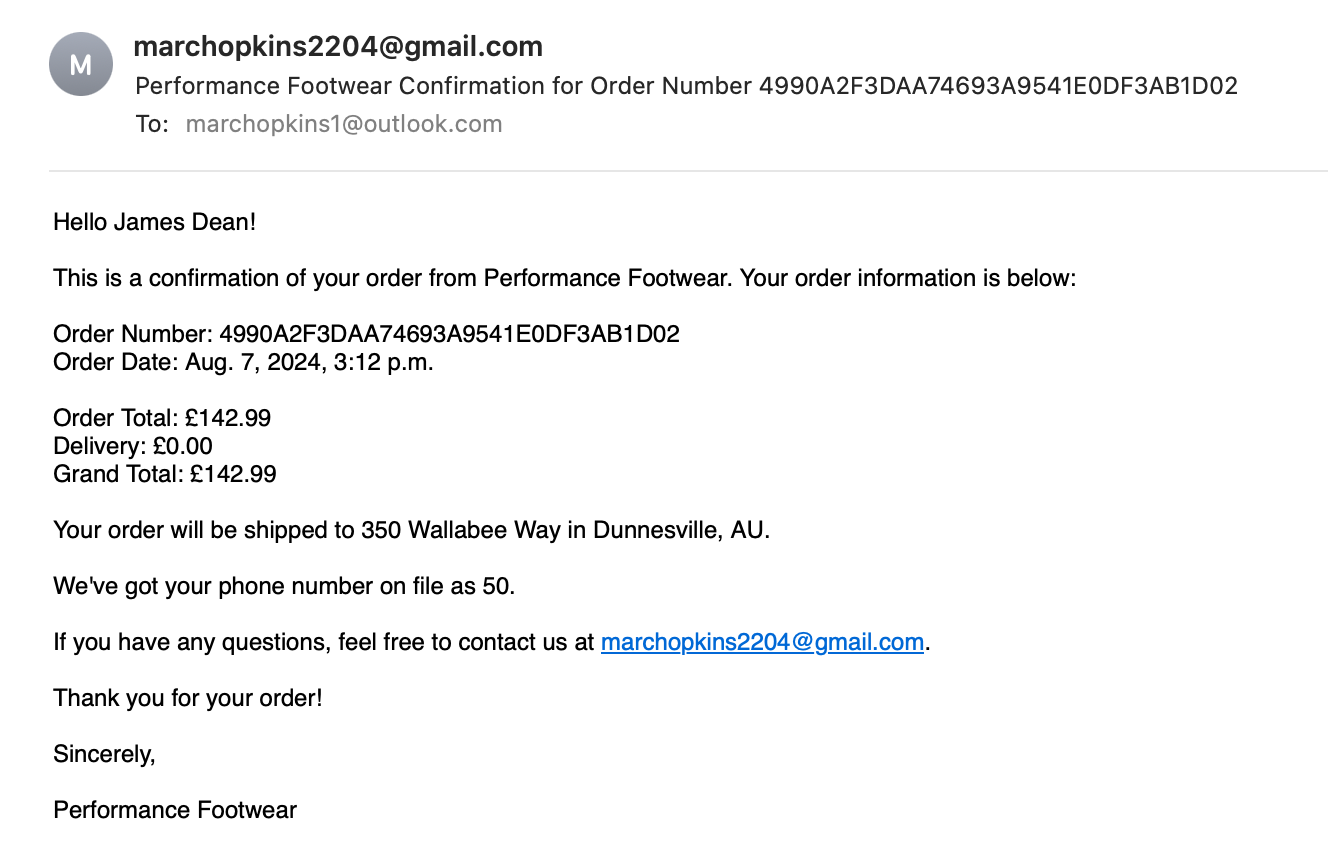 M
marchopkins2204@gmail.com
Performance Footwear Confirmation for Order Number 4990A2F3DAA74693A9541E0DF3AB1D02
To: marchopkins1@outlook.com
Hello James Dean!
This is a confirmation of your order from Performance Footwear. Your order information is below:
Order Number: 4990A2F3DAA74693A9541E0DF3AB1D02
Order Date: Aug. 7, 2024, 3:12 p.m.
Order Total: £142.99
Delivery: £0.00
Grand Total: £142.99
Your order will be shipped to 350 Wallabee Way in Dunnesville, AU.
We've got your phone number on file as 50.
If you have any questions, feel free to contact us at marchopkins2204@gmail.com.
Thank you for your order!
Sincerely,
Performance Footwear